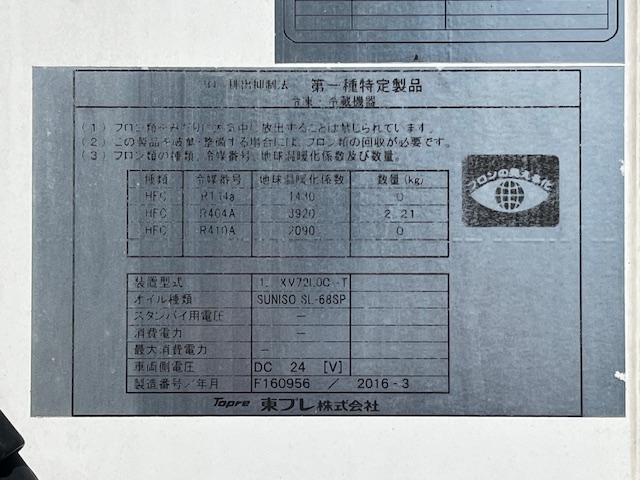 排出抑制法 第一種特定製品
冷凍・冷蔵機器
(1) フロン類をみだりに大気中に放出することは禁じられています。
(2) この製品を廃棄・整備する場合には、フロン類の回収が必要です。
(3) フロン類の種類、冷媒番号、地球温暖化係数及び数量。
種類 冷媒番号 地球温暖化係数 数量(kg)
HFC R134a 1430 0
HFC R404A 3920 2.21
HFC R410A 2090 0
フロンの見える化
装置型式
オイル種類 SUNISO SL-68SP
スタンバイ用電圧 −
消費電力 −
最大消費電力 −
車両側電圧 DC 24 [V]
製造番号/年月 F160956 / 2016-3
Topre 東プレ株式会社